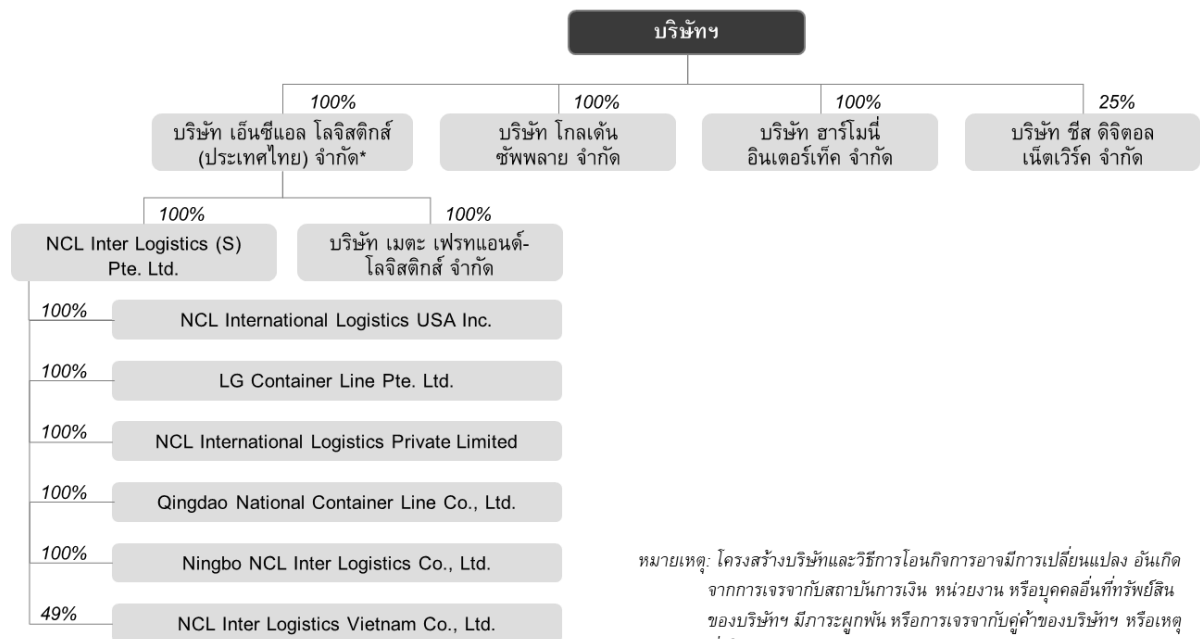 บริษัทฯ
100%
100%
100%
25%
บริษัท เอ็นซีแอล โลจิสติกส์
(ประเทศไทย) จำกัด*
บริษัท โกลเด้น
ซัพพลาย จำกัด
บริษัท ฮาร์โมนี่
อินเตอร์เท็ค จำกัด
บริษัท ชีส ดิจิตอล
เน็ตเวิร์ค จำกัด
100%
100%
NCL Inter Logistics (S)
Pte. Ltd.
บริษัท เมตะ เฟรทแอนด์-
โลจิสติกส์ จำกัด
100%
NCL International Logistics USA Inc.
100%
LG Container Line Pte. Ltd.
100%
NCL International Logistics Private Limited
100%
Qingdao National Container Line Co., Ltd.
100%
Ningbo NCL Inter Logistics Co., Ltd.
49%
NCL Inter Logistics Vietnam Co., Ltd.
หมายเหตุ: โครงสร้างบริษัทและวิธีการโอนกิจการอาจมีการเปลี่ยนแปลง อันเกิด
จากการเจรจากับสถาบันการเงิน หน่วยงาน หรือบุคคลอื่นที่ทรัพย์สิน
ของบริษัทฯ มีภาระผูกพัน หรือการเจรจากับคู่ค้าของบริษัทฯ หรือเหตุ